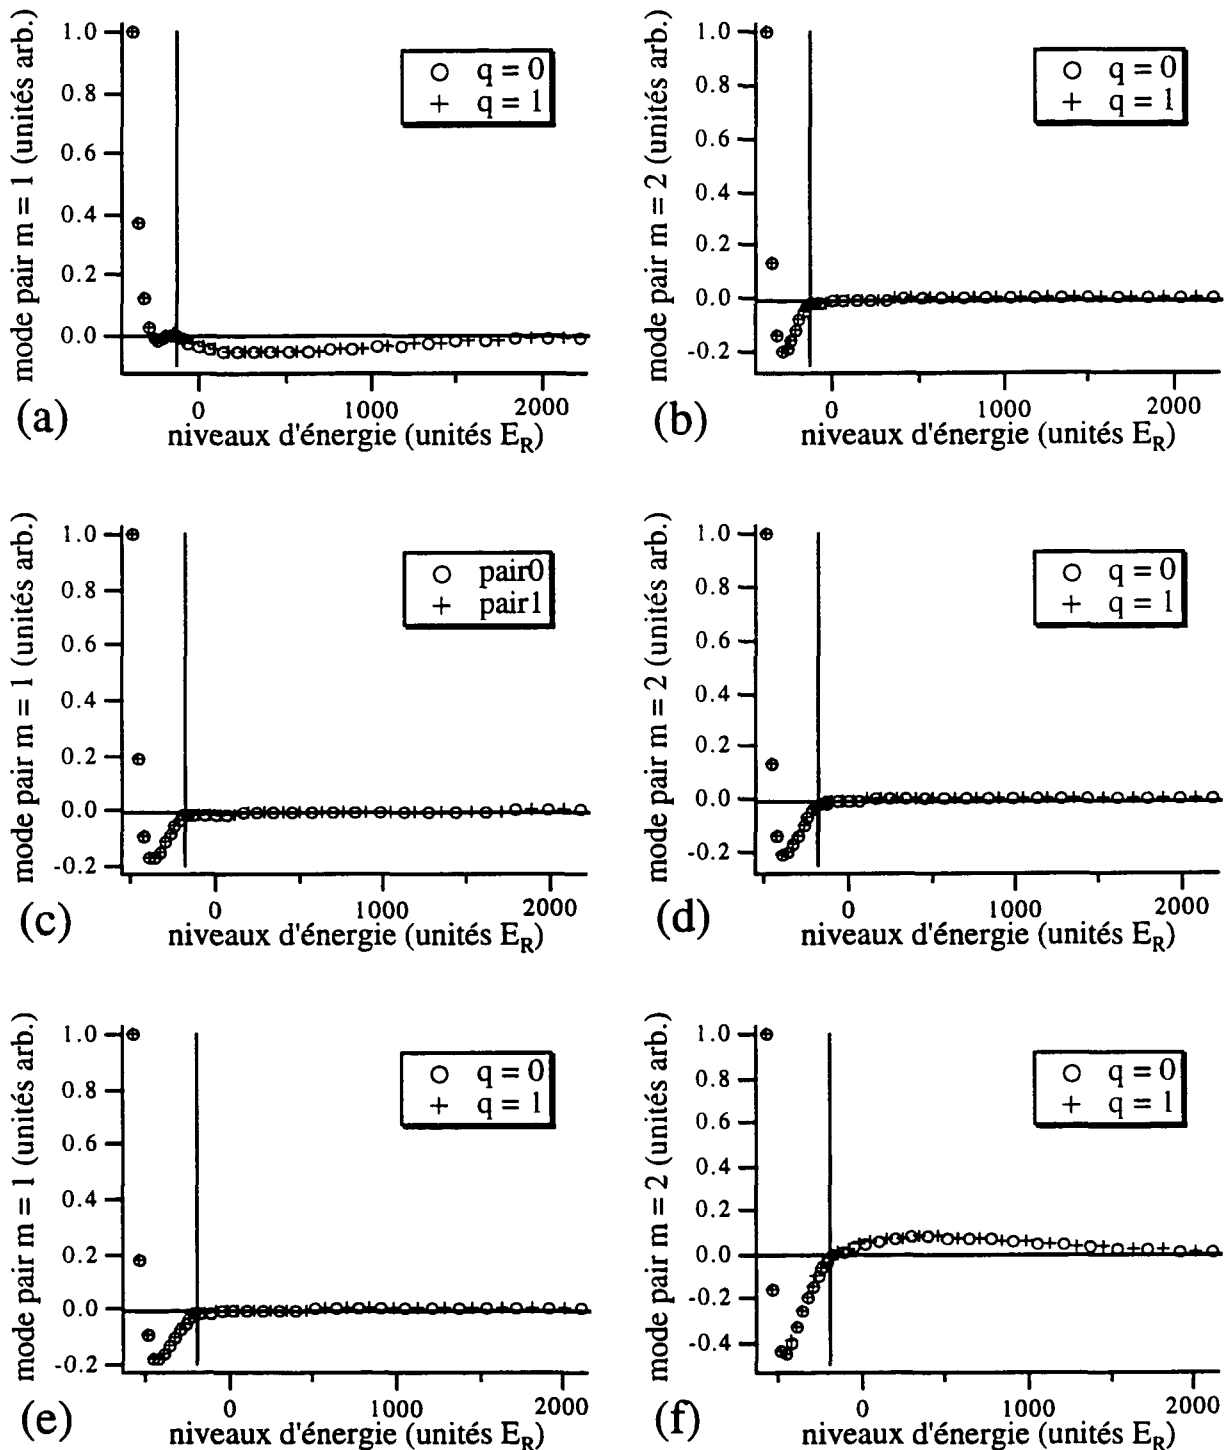 mode pair m = 1 (unités arb.)
1.0
0.8
0.6
0.4
0.2
0.0
q = 0
q = 1
0
1000
2000
(a)
niveaux d'énergie (unités E_R)
mode pair m = 2 (unités arb.)
1.0
0.8
0.6
0.4
0.2
0.0
-0.2
q = 0
q = 1
0
1000
2000
(b)
niveaux d'énergie (unités E_R)
mode pair m = 1 (unités arb.)
1.0
0.8
0.6
0.4
0.2
0.0
-0.2
pair0
pair1
0
1000
2000
(c)
niveaux d'énergie (unités E_R)
mode pair m = 2 (unités arb.)
1.0
0.8
0.6
0.4
0.2
0.0
-0.2
q = 0
q = 1
0
1000
2000
(d)
niveaux d'énergie (unités E_R)
mode pair m = 1 (unités arb.)
1.0
0.8
0.6
0.4
0.2
0.0
-0.2
q = 0
q = 1
0
1000
2000
(e)
niveaux d'énergie (unités E_R)
mode pair m = 2 (unités arb.)
1.0
0.8
0.6
0.4
0.2
0.0
-0.2
-0.4
q = 0
q = 1
0
1000
2000
(f)
niveaux d'énergie (unités E_R)